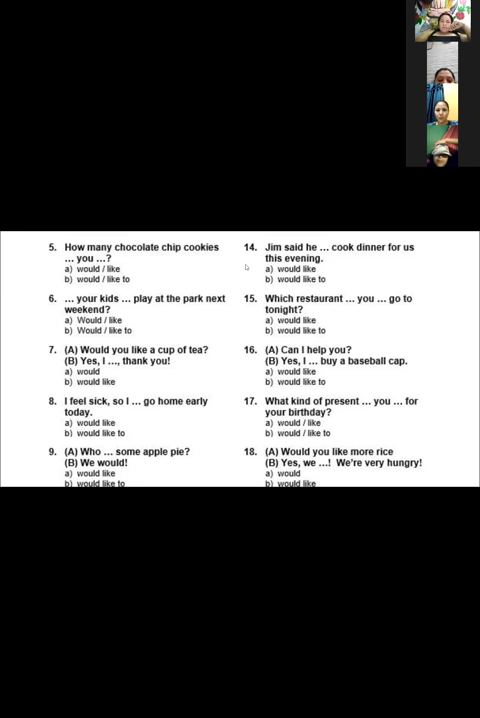 5. How many chocolate chip cookies
... you ...?
a) would / like
b) would / like to
6. ... your kids ... play at the park next
weekend?
a) Would / like
b) Would / like to
7. (A) Would you like a cup of tea?
(B) Yes, I ..., thank you!
a) would
b) would like
8. I feel sick, so I ... go home early
today.
a) would like
b) would like to
9. (A) Who ... some apple pie?
(B) We would!
a) would like
b) would like to
14. Jim said he ... cook dinner for us
this evening.
a) would like
b) would like to
15. Which restaurant ... you ... go to
tonight?
a) would like
b) would like to
16. (A) Can I help you?
(B) Yes, I ... buy a baseball cap.
a) would like
b) would like to
17. What kind of present ... you ... for
your birthday?
a) would / like
b) would / like to
18. (A) Would you like more rice
(B) Yes, we ...! We're very hungry!
a) would
b) would like